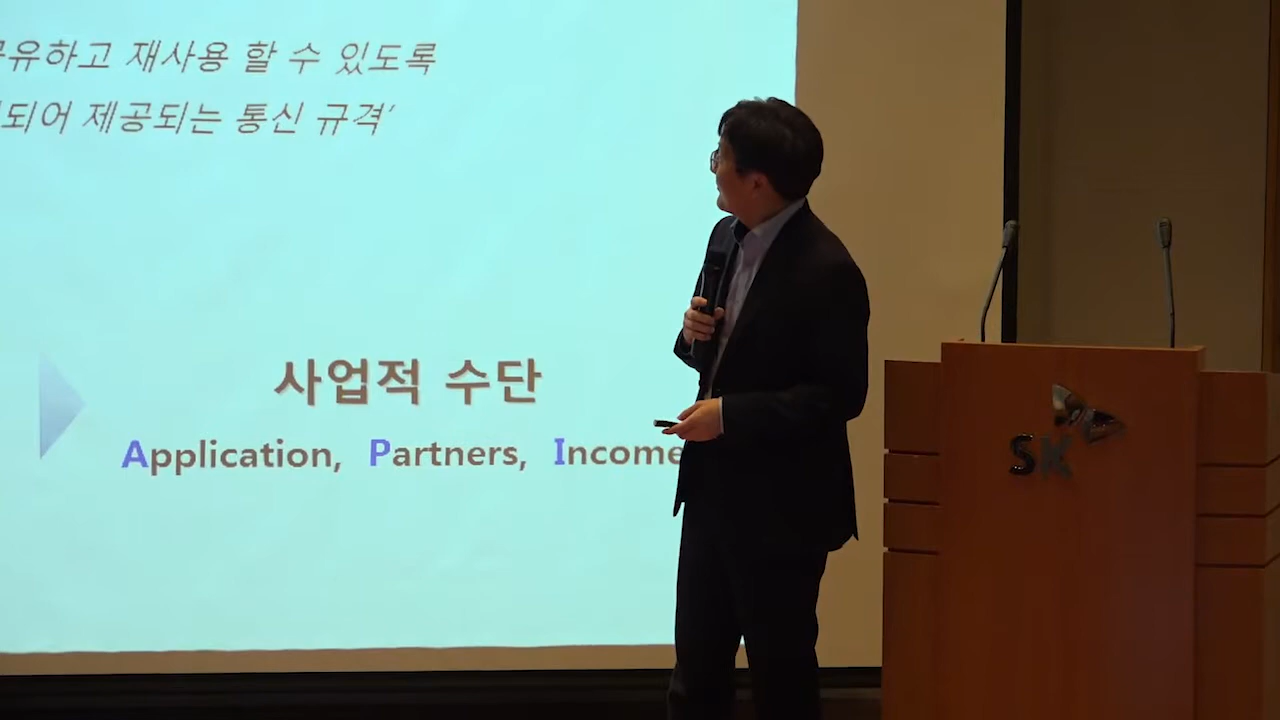 공유하고 재사용 할 수 있도록
되어 제공되는 통신 규격’
사업적 수단
Application, Partners, Income
SK